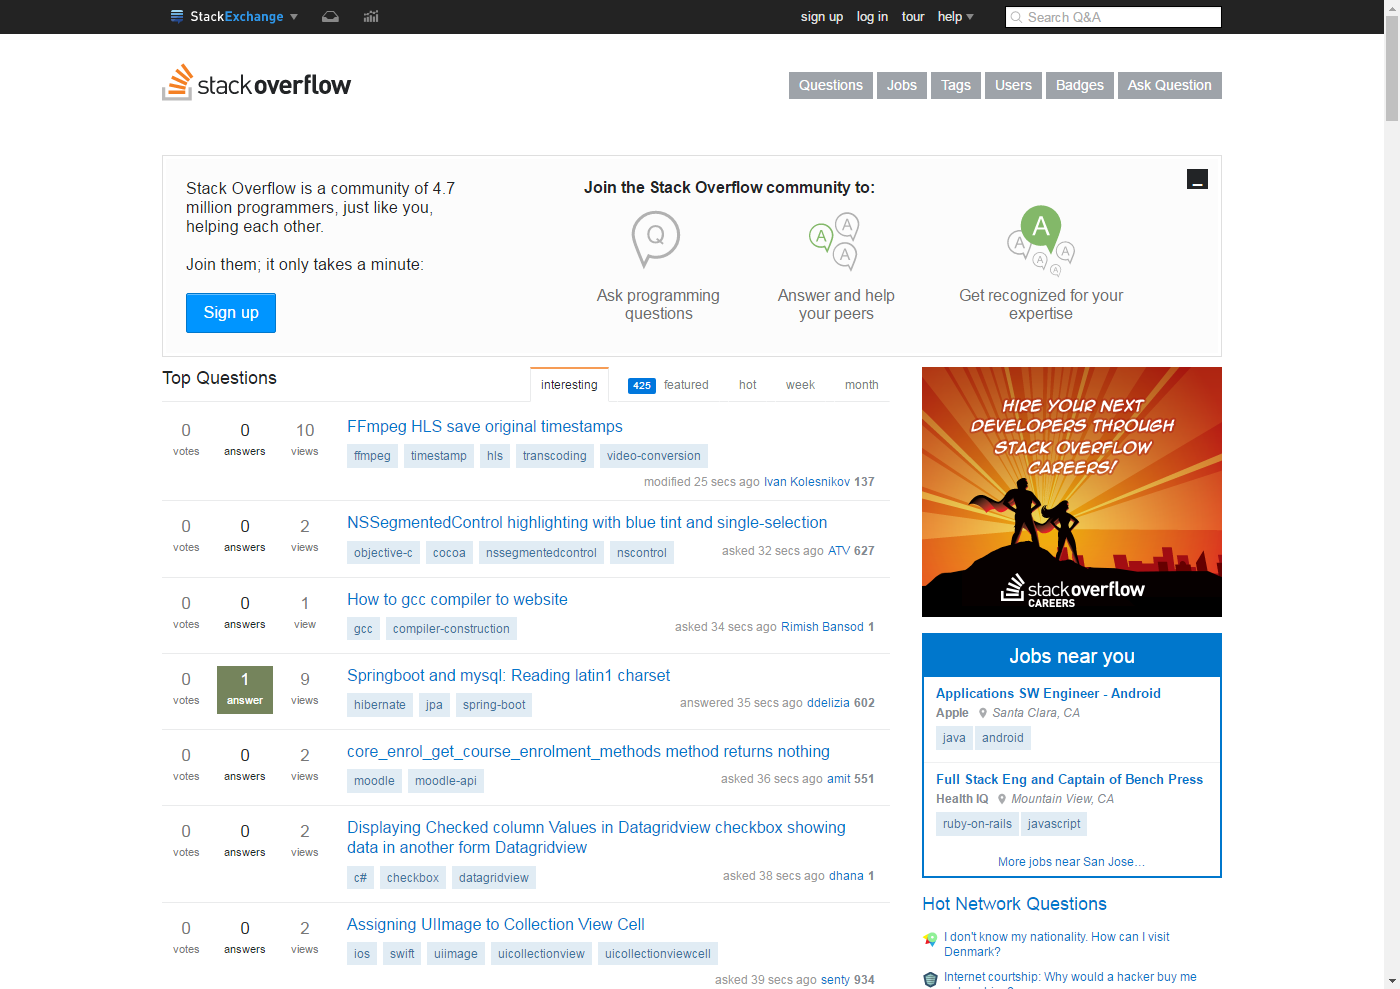 StackExchange
sign up log in tour help
Search Q&A
stackoverflow
Questions Jobs Tags Users Badges Ask Question
Stack Overflow is a community of 4.7
million programmers, just like you,
helping each other.
Join them; it only takes a minute:
Sign up
Join the Stack Overflow community to:
Q
A A A
A A A A
Ask programming
questions
Answer and help
your peers
Get recognized for your
expertise
Top Questions
interesting 425 featured hot week month
0 votes 0 answers 10 views
FFmpeg HLS save original timestamps
ffmpeg timestamp hls transcoding video-conversion
modified 25 secs ago Ivan Kolesnikov 137
0 votes 0 answers 2 views
NSSegmentedControl highlighting with blue tint and single-selection
objective-c cocoa nssegmentedcontrol nscontrol
asked 32 secs ago ATV 627
0 votes 0 answers 1 view
How to gcc compiler to website
gcc compiler-construction
asked 34 secs ago Rimish Bansod 1
0 votes 1 answer 9 views
Springboot and mysql: Reading latin1 charset
hibernate jpa spring-boot
answered 35 secs ago ddelizia 602
0 votes 0 answers 2 views
core_enrol_get_course_enrolment_methods method returns nothing
moodle moodle-api
asked 36 secs ago amit 551
0 votes 0 answers 2 views
Displaying Checked column Values in Datagridview checkbox showing
data in another form Datagridview
c# checkbox datagridview
asked 38 secs ago dhana 1
0 votes 0 answers 2 views
Assigning UIImage to Collection View Cell
ios swift uiimage uicollectionview uicollectionviewcell
asked 39 secs ago senty 934
HIRE YOUR NEXT
DEVELOPERS THROUGH
STACK OVERFLOW
CAREERS!
stackoverflow
CAREERS
Jobs near you
Applications SW Engineer - Android
Apple Santa Clara, CA
java android
Full Stack Eng and Captain of Bench Press
Health IQ Mountain View, CA
ruby-on-rails javascript
More jobs near San Jose…
Hot Network Questions
I don't know my nationality. How can I visit
Denmark?
Internet courtship: Why would a hacker buy me